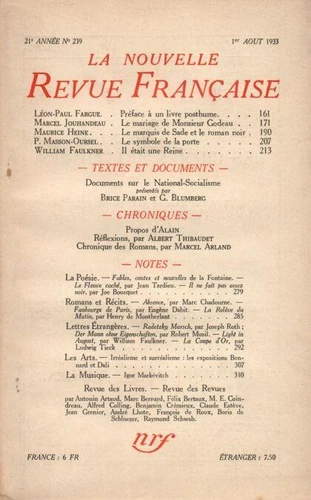 21e ANNÉE No 239 1er AOUT 1933
LA NOUVELLE
REVUE FRANÇAISE
LÉON-PAUL FARGUE. . Préface à un livre posthume. . . . 161
MARCEL JOUHANDEAU . Le mariage de Monsieur Godeau . . 171
MAURICE HEINE. . . Le marquis de Sade et le roman noir . 190
P. MASSON-OURSEL. . Le symbole de la porte . . . . . 207
WILLIAM FAULKNER . Il était une Reine . . . . . . . 213
— TEXTES ET DOCUMENTS —
Documents sur le National-Socialisme
présentés par
BRICE PARAIN et G. BLUMBERG
— CHRONIQUES —
Propos d'ALAIN
Réflexions, par ALBERT THIBAUDET
Chronique des Romans, par MARCEL ARLAND
— NOTES —
La Poésie. — Fables, contes et nouvelles de la Fontaine. —
Le Fleuve caché, par Jean Tardieu. — Il ne fait pas assez
noir, par Joe Bousquet . . . . . . . . . 279
Romans et Récits. — Absence, par Marc Chadourne. —
Faubourgs de Paris, par Eugène Dabit. — La Relève du
Matin, par Henry de Montherlant . . . . . . 285
Lettres Étrangères. — Radetzky Marsch, par Joseph Roth ;
Der Mann ohne Eigenschaften, par Robert Musil. — Light in
August, par William Faulkner. — La Coupe d'Or, par
Ludwig Tieck . . . . . . . . . . 292
Les Arts. — Irréalisme et surréalisme : les expositions Bon-
nard et Dali . . . . . . . . . . . 307
La Musique. — Igor Markévitch . . . . . . 310
Revue des Livres. — Revue des Revues
par Antonin Artaud, Marc Bernard, Félix Bertaux, M. E. Coin-
dreau, Alfred Colling, Benjamin Crémieux, Claude Estève,
Jean Grenier, André Lhote, François de Roux, Boris de
Schloezer, Raymond Schwab.
nrf
FRANCE : 6 FR ÉTRANGER : 7.50